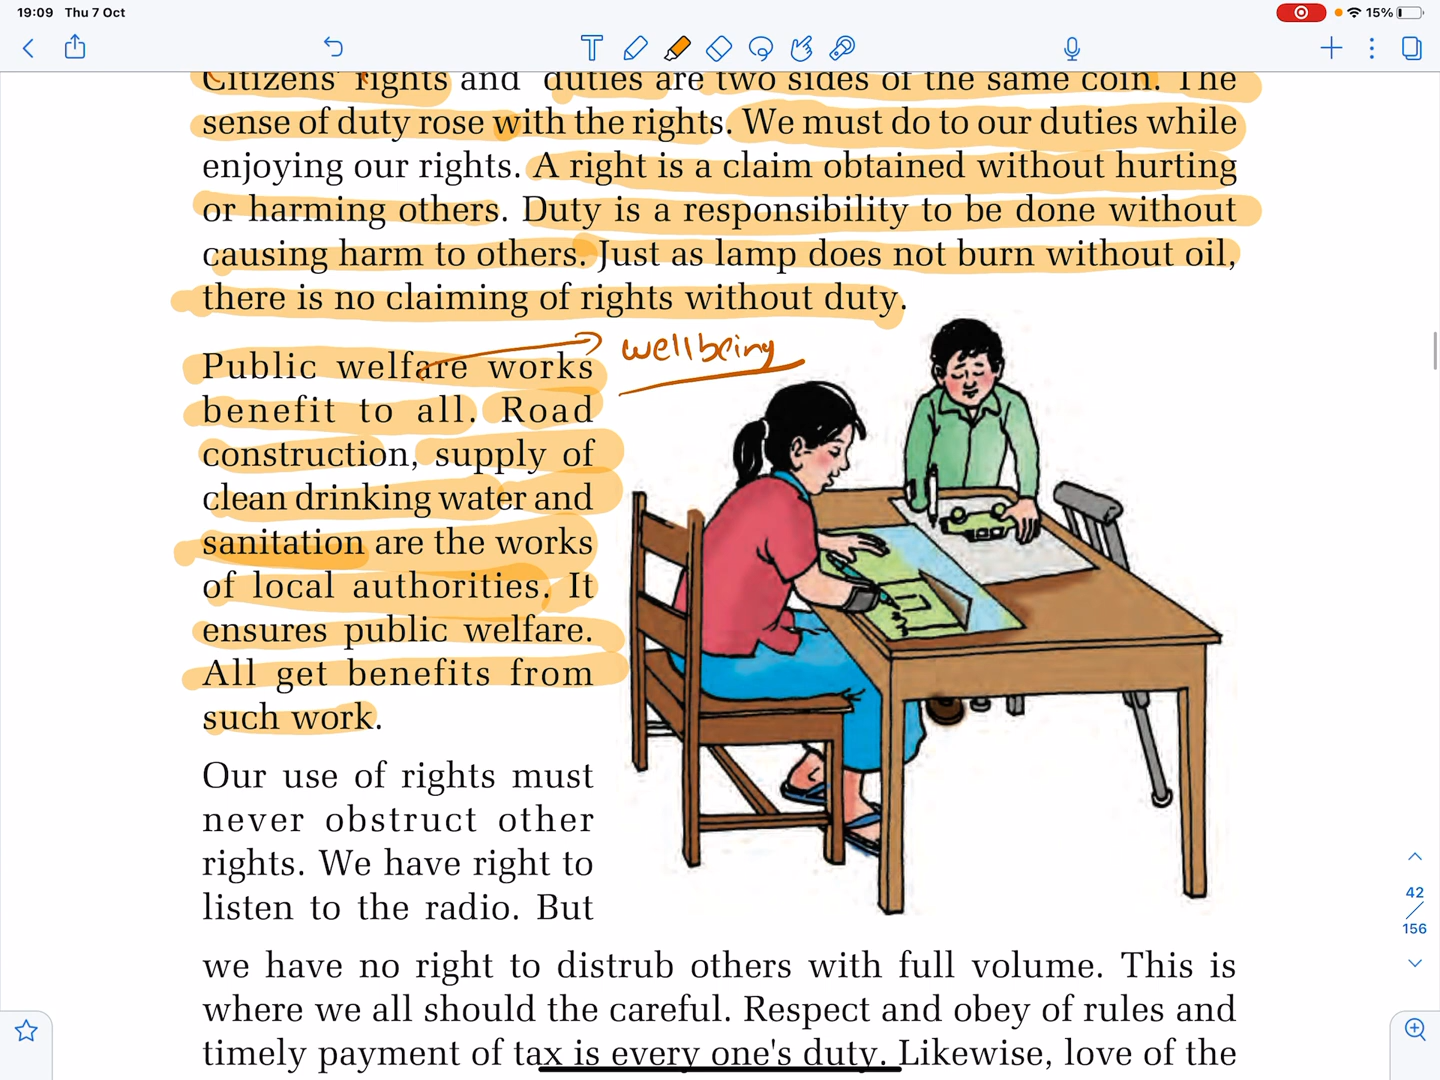 19:09 Thu 7 Oct
15%
Citizens' rights and duties are two sides of the same coin. The
sense of duty rose with the rights. We must do to our duties while
enjoying our rights. A right is a claim obtained without hurting
or harming others. Duty is a responsibility to be done without
causing harm to others. Just as lamp does not burn without oil,
there is no claiming of rights without duty.
wellbeing
Public welfare works
benefit to all. Road
construction, supply of
clean drinking water and
sanitation are the works
of local authorities. It
ensures public welfare.
All get benefits from
such work.
Our use of rights must
never obstruct other
rights. We have right to
listen to the radio. But
we have no right to distrub others with full volume. This is
where we all should the careful. Respect and obey of rules and
timely payment of tax is every one's duty. Likewise, love of the
42
156